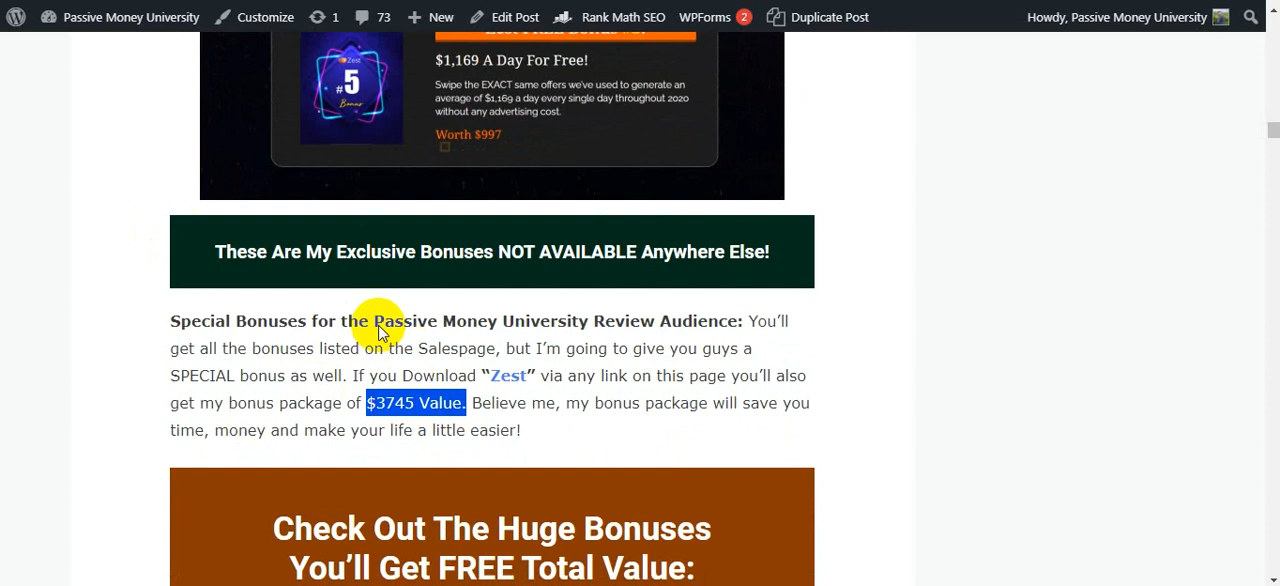 Passive Money University Customize 1 73 New Edit Post Rank Math SEO WPForms 2 Duplicate Post Howdy, Passive Money University
Zest
#5
Bonus
$1,169 A Day For Free!
Swipe the EXACT same offers we've used to generate an
average of $1,169 a day every single day throughout 2020
without any advertising cost.
Worth $997
These Are My Exclusive Bonuses NOT AVAILABLE Anywhere Else!
Special Bonuses for the Passive Money University Review Audience: You'll
get all the bonuses listed on the Salespage, but I'm going to give you guys a
SPECIAL bonus as well. If you Download “Zest” via any link on this page you'll also
get my bonus package of $3745 Value. Believe me, my bonus package will save you
time, money and make your life a little easier!
Check Out The Huge Bonuses
You'll Get FREE Total Value: